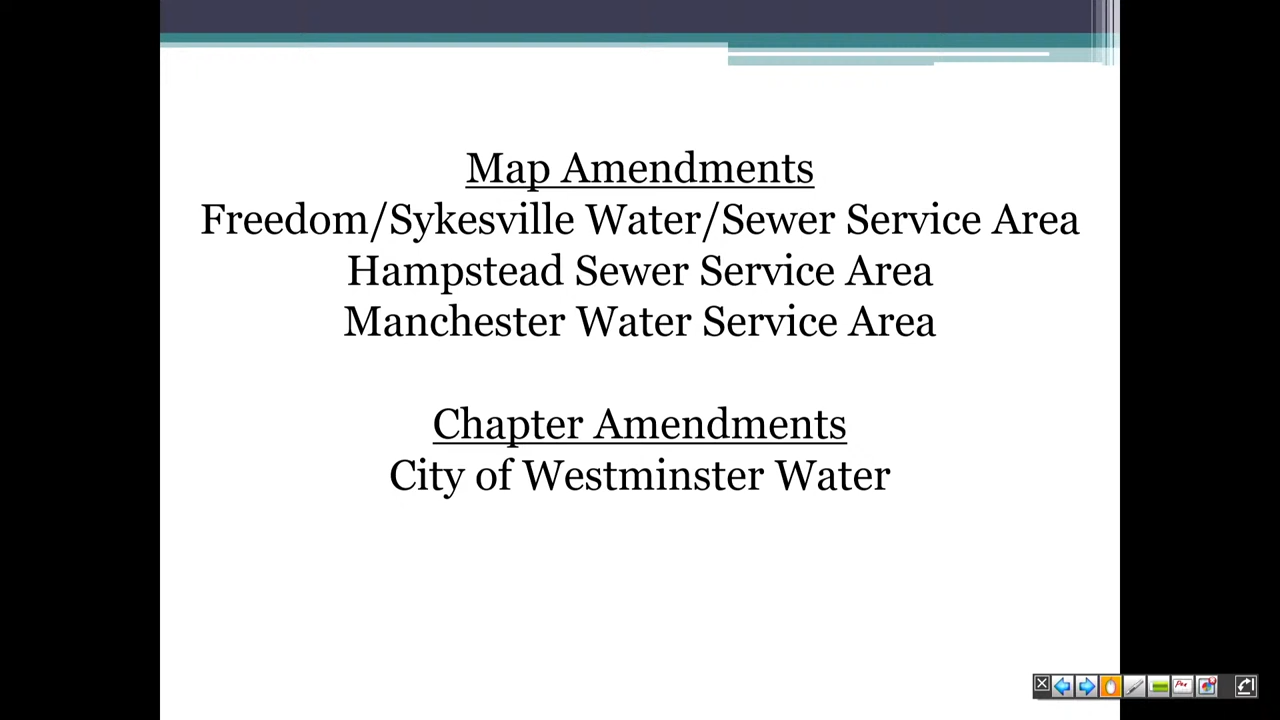 Map Amendments
Freedom/Sykesville Water/Sewer Service Area
Hampstead Sewer Service Area
Manchester Water Service Area
Chapter Amendments
City of Westminster Water